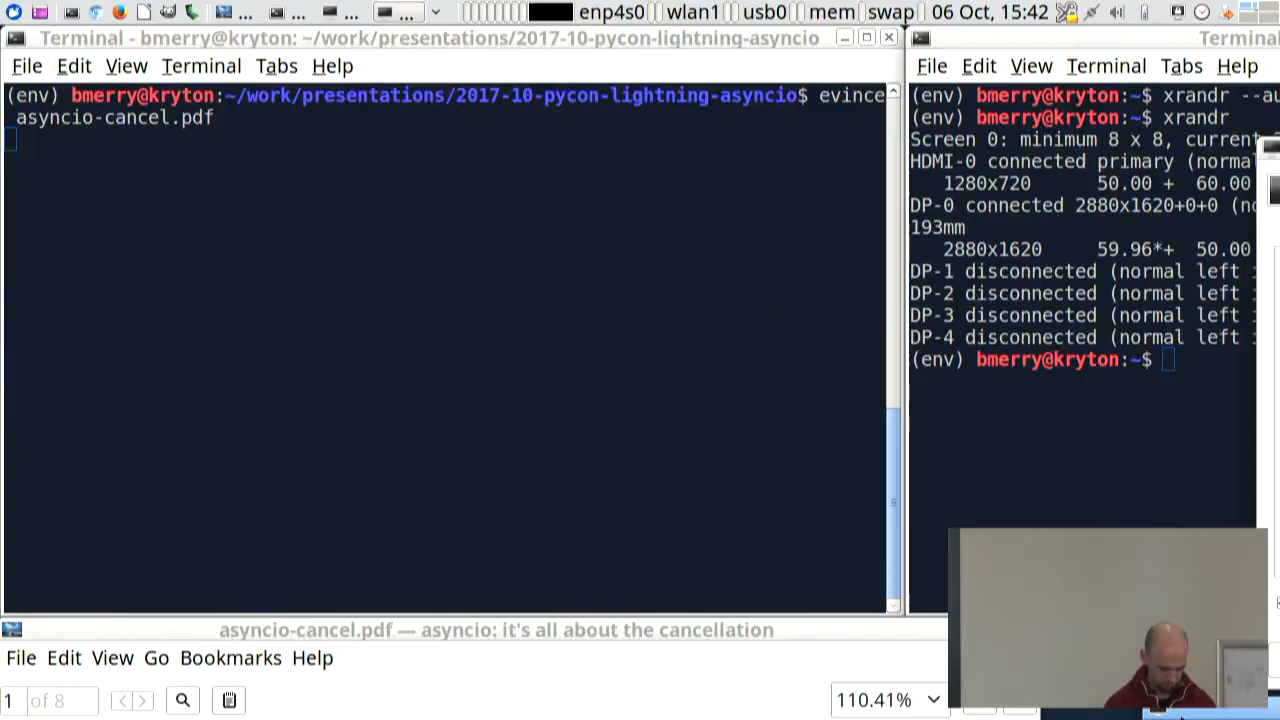 ... ... ... ... enp4s0 wlan1 usb0 mem swap 06 Oct, 15:42
Terminal - bmerry@kryton: ~/work/presentations/2017-10-pycon-lightning-asyncio
File Edit View Terminal Tabs Help
(env) bmerry@kryton:~/work/presentations/2017-10-pycon-lightning-asyncio$ evince
asyncio-cancel.pdf
Terminal
File Edit View Terminal Tabs Help
(env) bmerry@kryton:~$ xrandr --au
(env) bmerry@kryton:~$ xrandr
Screen 0: minimum 8 x 8, current
HDMI-0 connected primary (normal
1280x720 50.00 + 60.00
DP-0 connected 2880x1620+0+0 (no
193mm
2880x1620 59.96*+ 50.00
DP-1 disconnected (normal left
DP-2 disconnected (normal left
DP-3 disconnected (normal left
DP-4 disconnected (normal left
(env) bmerry@kryton:~$
asyncio-cancel.pdf — asyncio: it's all about the cancellation
File Edit View Go Bookmarks Help
1 of 8 110.41%